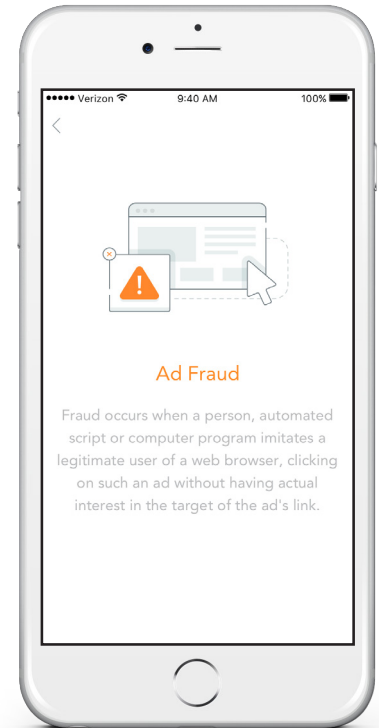 Verizon 9:40 AM 100%
Ad Fraud
Fraud occurs when a person, automated
script or computer program imitates a
legitimate user of a web browser, clicking
on such an ad without having actual
interest in the target of the ad's link.